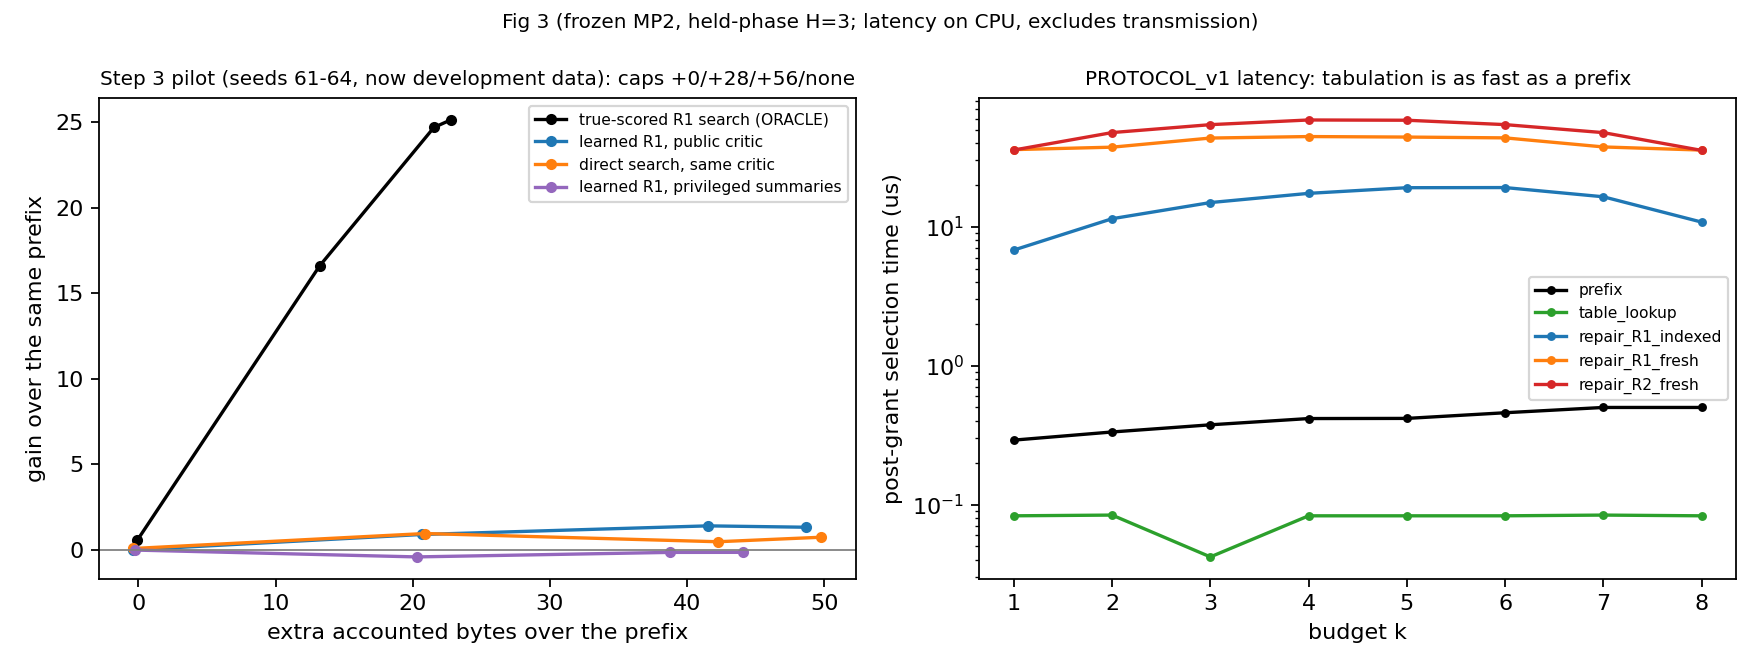 Fig 3 (frozen MP2, held-phase H=3; latency on CPU, excludes transmission)
Step 3 pilot (seeds 61-64, now development data): caps +0/+28/+56/none
gain over the same prefix
25
20
15
10
5
0
true-scored R1 search (ORACLE)
learned R1, public critic
direct search, same critic
learned R1, privileged summaries
0 10 20 30 40 50
extra accounted bytes over the prefix
PROTOCOL_v1 latency: tabulation is as fast as a prefix
post-grant selection time (us)
10¹
10⁰
10⁻¹
prefix
table_lookup
repair_R1_indexed
repair_R1_fresh
repair_R2_fresh
1 2 3 4 5 6 7 8
budget k